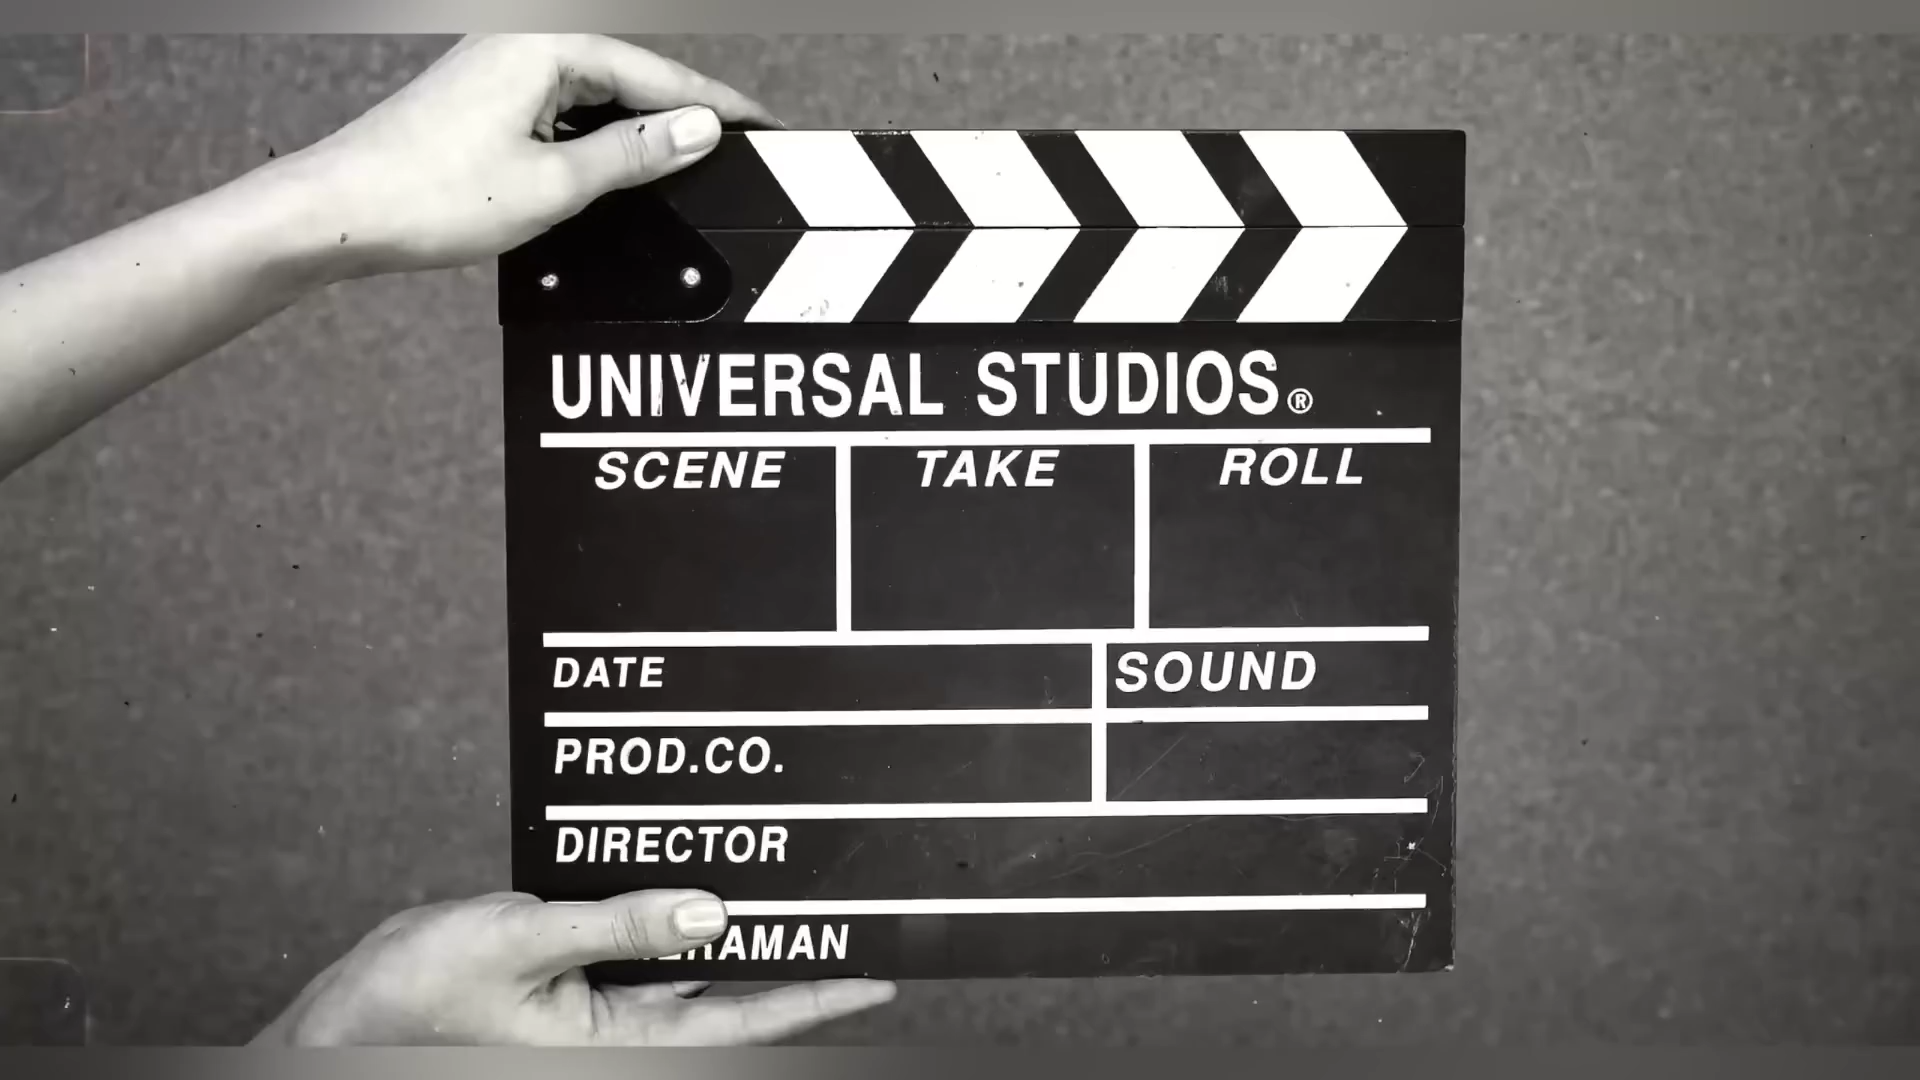 UNIVERSAL STUDIOS®
SCENE TAKE ROLL
DATE SOUND
PROD.CO.
DIRECTOR